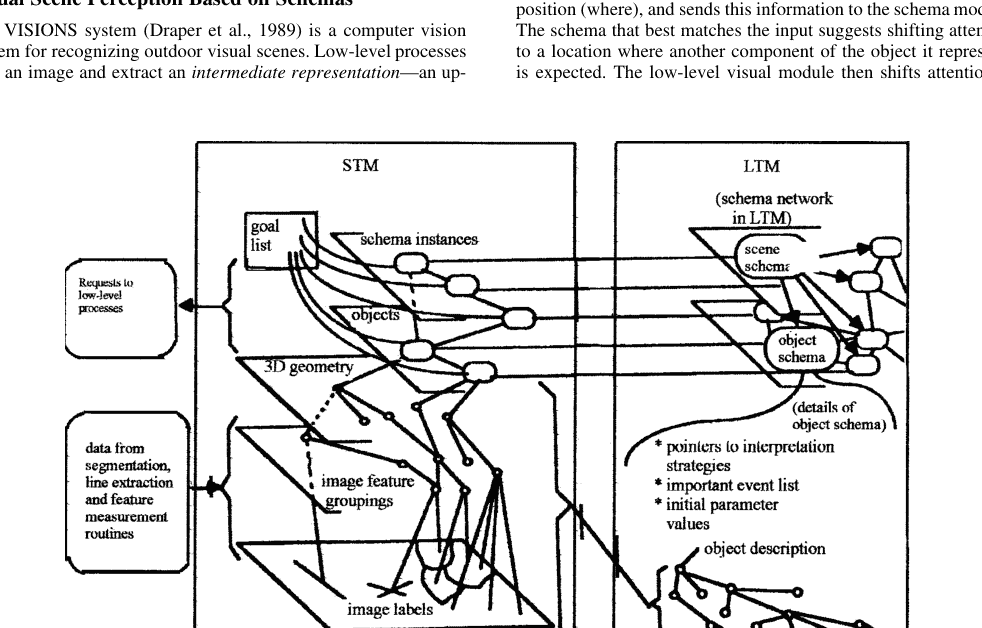 ual Scene Perception Based on Schemas
VISIONS system (Draper et al., 1989) is a computer vision
em for recognizing outdoor visual scenes. Low-level processes
an image and extract an intermediate representation—an up-
position (where), and sends this information to the schema mod
The schema that best matches the input suggests shifting atten
to a location where another component of the object it repres
is expected. The low-level visual module then shifts attentio
STM
goal
list
schema instances
objects
3D geometry
image feature
groupings
image labels
Requests to
low-level
processes
data from
segmentation,
line extraction
and feature
measurement
routines
LTM
(schema network
in LTM)
scene
schema
object
schema
(details of
object schema)
* pointers to interpretation
strategies
* important event list
* initial parameter
values
object description